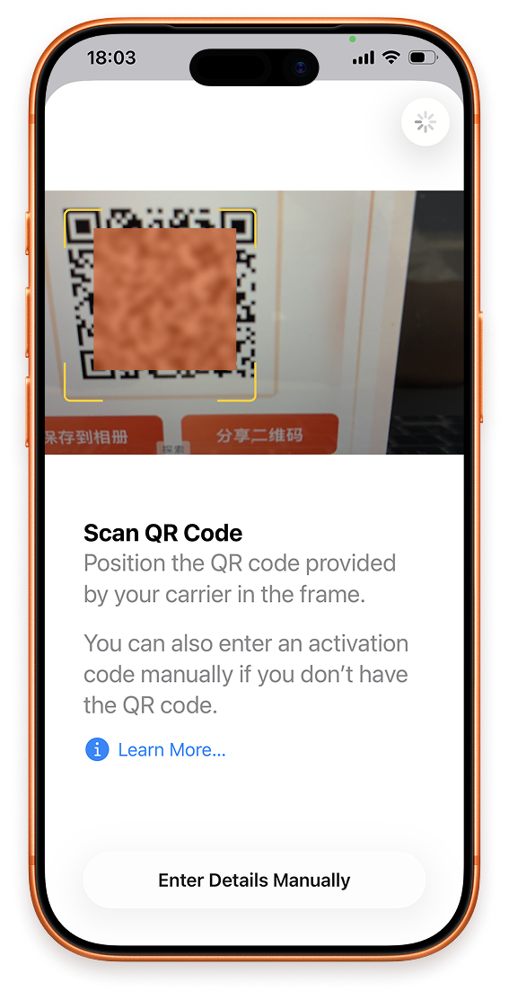 18:03
保存到相册
分享二维码
探索
Scan QR Code
Position the QR code provided
by your carrier in the frame.
You can also enter an activation
code manually if you don’t have
the QR code.
Learn More...
Enter Details Manually